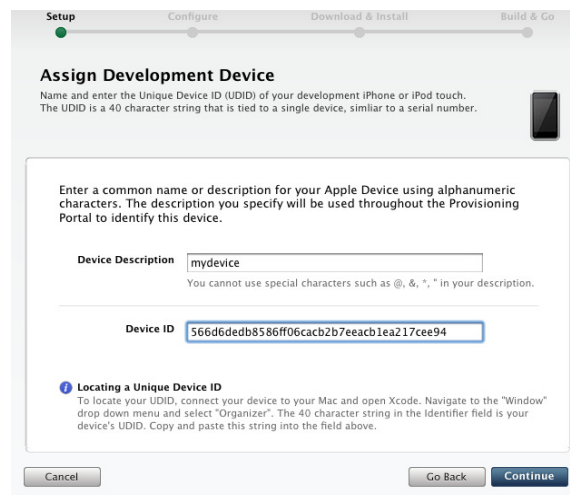 Setup Configure Download & Install Build & Go
Assign Development Device
Name and enter the Unique Device ID (UDID) of your development iPhone or iPod touch.
The UDID is a 40 character string that is tied to a single device, simliar to a serial number.
Enter a common name or description for your Apple Device using alphanumeric
characters. The description you specify will be used throughout the Provisioning
Portal to identify this device.
Device Description mydevice
You cannot use special characters such as @, &, *, " in your description.
Device ID 566d6dedb8586ff06cacb2b7eeacb1ea217cee94
Locating a Unique Device ID
To locate your UDID, connect your device to your Mac and open Xcode. Navigate to the "Window"
drop down menu and select "Organizer". The 40 character string in the Identifier field is your
device's UDID. Copy and paste this string into the field above.
Cancel Go Back Continue